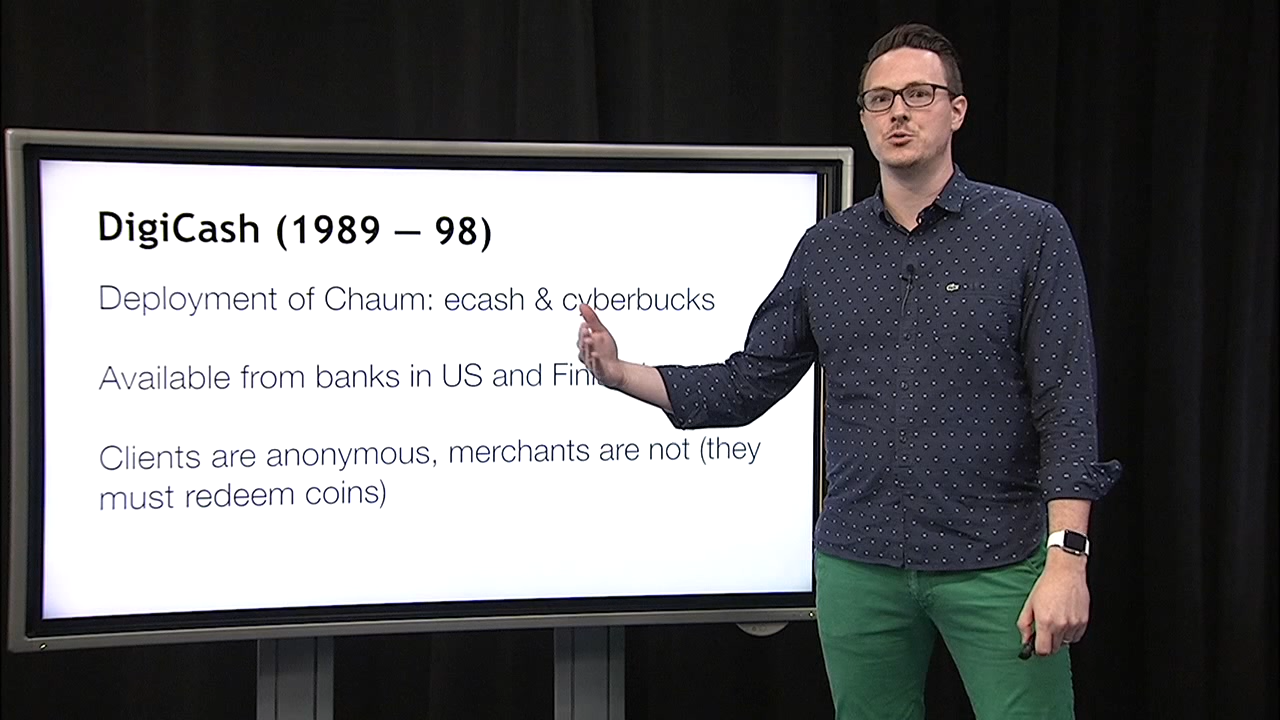 DigiCash (1989 — 98)
Deployment of Chaum: ecash & cyberbucks
Available from banks in US and
Clients are anonymous, merchants are not (they
must redeem coins)